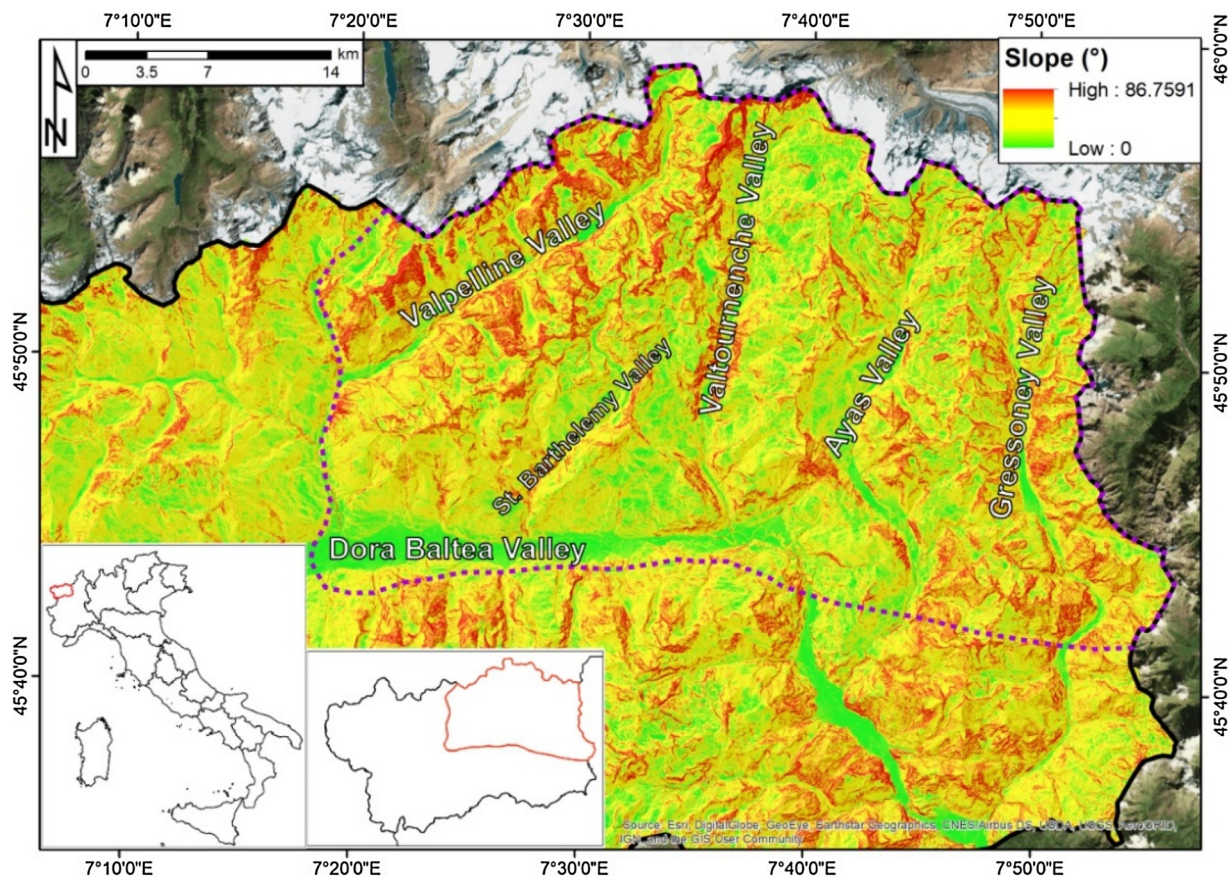 7°10'0"E 7°20'0"E 7°30'0"E 7°40'0"E 7°50'0"E
km
0 3.5 7 14
N
Slope (°)
High : 86.7591
Low : 0
46°0'0"N
Valpelline Valley
Valtournenche Valley
St. Barthelemy Valley
Ayas Valley
Gressoney Valley
45°50'0"N
45°50'0"N
Dora Baltea Valley
45°40'0"N
45°40'0"N
Source: Esri, DigitalGlobe, GeoEye, Earthstar Geographics, CNES/Airbus DS, USDA, USGS, AeroGRID,
IGN, and the GIS User Community
7°10'0"E 7°20'0"E 7°30'0"E 7°40'0"E 7°50'0"E